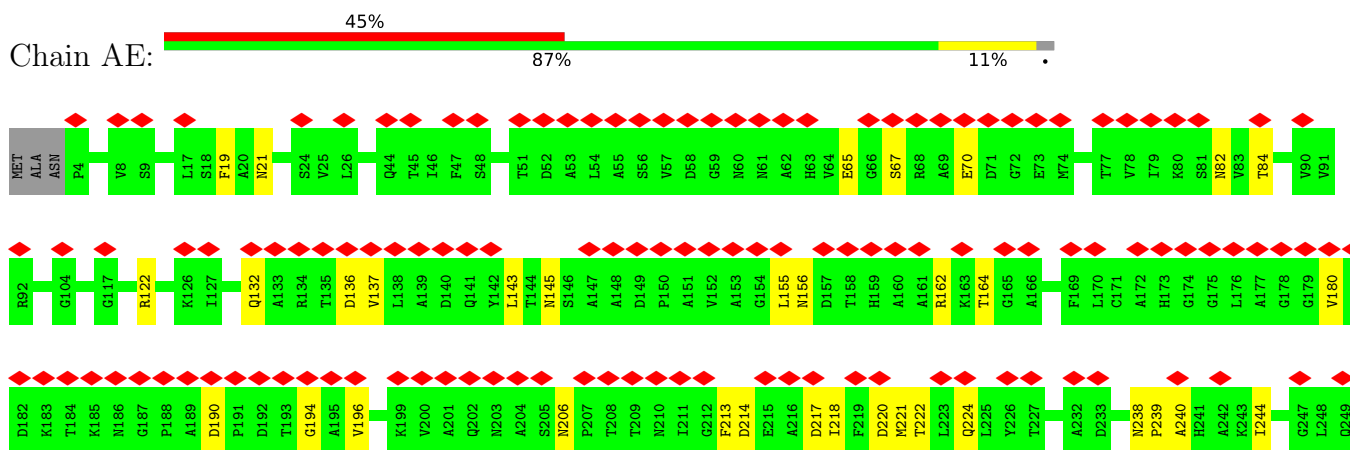 45%
Chain AE:
87%
11%
•
MET ALA ASN P4 V8 S9 L17 S18 F19 A20 N21 S24 V25 L26 Q44 T45 I46 F47 S48 T51 D52 A53 L54 A55 S56 V57 D58 G59 N60 N61 A62 H63 V64 E65 G66 S67 R68 A69 E70 D71 G72 E73 M74 T77 V78 I79 K80 S81 N82 V83 T84 V90 V91
R92 G104 G117 R122 K126 I127 Q132 A133 R134 T135 D136 V137 L138 A139 D140 Q141 Y142 L143 T144 N145 S146 A147 A148 D149 P150 A151 V152 A153 G154 L155 N156 D157 T158 H159 A160 A161 R162 K163 T164 G165 A166 F169 L170 G171 A172 H173 G174 G175 L176 A177 G178 G179 V180
D182 K183 T184 K185 N186 G187 P188 A189 D190 P191 D192 T193 G194 A195 V196 K199 V200 A201 Q202 N203 A204 S205 N206 P207 T208 T209 N210 I211 G212 F213 D214 E215 A216 D217 I218 F219 D220 M221 T222 L223 Q224 L225 Y226 T227 A232 D233 N238 P239 A240 H241 A242 K243 I244 G247 L248 Q249